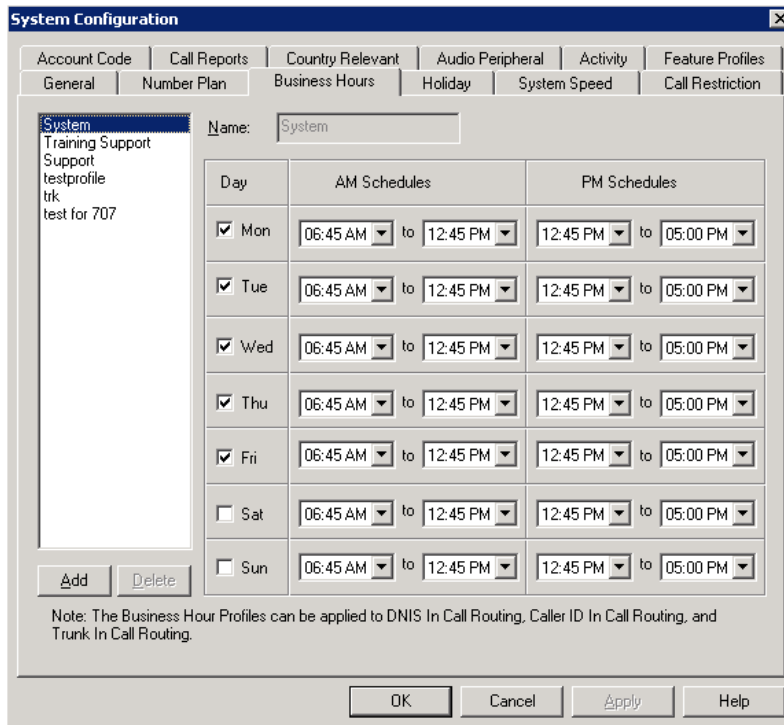 System Configuration
Account Code Call Reports Country Relevant Audio Peripheral Activity Feature Profiles
General Number Plan Business Hours Holiday System Speed Call Restriction
System
Training Support
Support
testprofile
trk
test for 707
Name: System
Day AM Schedules PM Schedules
Mon 06:45 AM to 12:45 PM 12:45 PM to 05:00 PM
Tue 06:45 AM to 12:45 PM 12:45 PM to 05:00 PM
Wed 06:45 AM to 12:45 PM 12:45 PM to 05:00 PM
Thu 06:45 AM to 12:45 PM 12:45 PM to 05:00 PM
Fri 06:45 AM to 12:45 PM 12:45 PM to 05:00 PM
Sat 06:45 AM to 12:45 PM 12:45 PM to 05:00 PM
Sun 06:45 AM to 12:45 PM 12:45 PM to 05:00 PM
Add Delete
Note: The Business Hour Profiles can be applied to DNIS In Call Routing, Caller ID In Call Routing, and
Trunk In Call Routing.
OK Cancel Apply Help